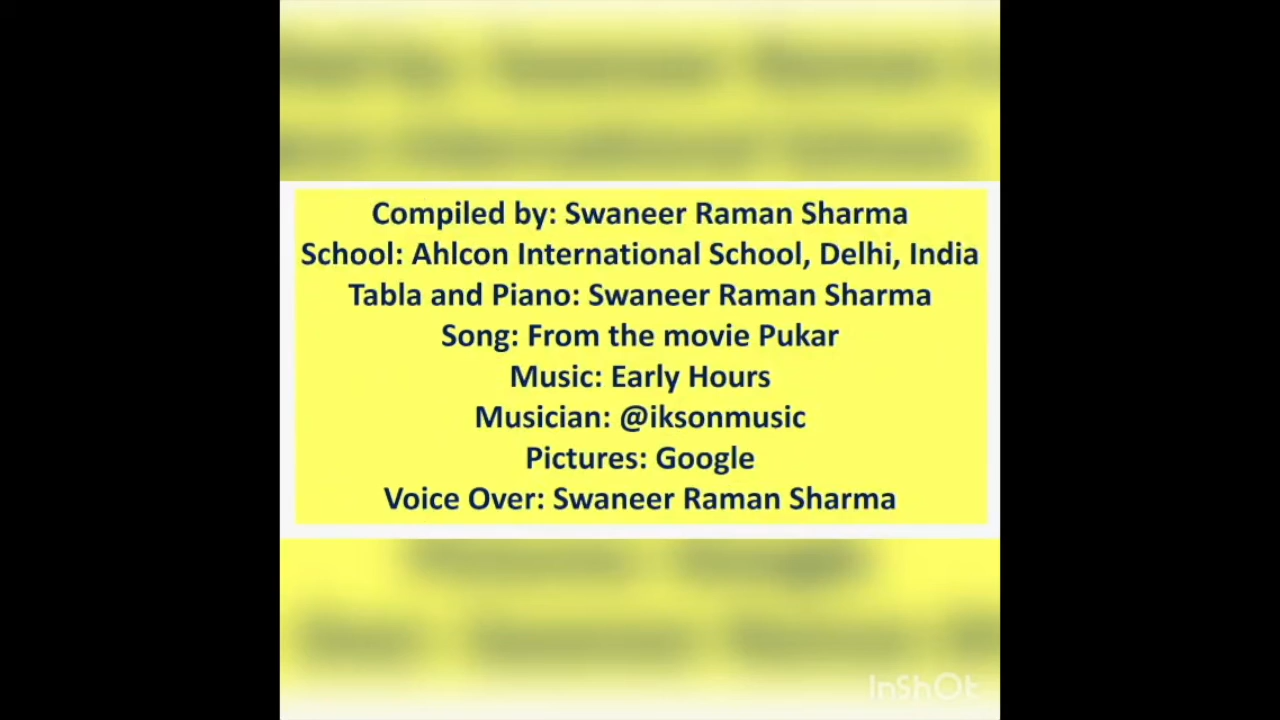 Compiled by: Swaneer Raman Sharma
School: Ahlcon International School, Delhi, India
Tabla and Piano: Swaneer Raman Sharma
Song: From the movie Pukar
Music: Early Hours
Musician: @iksonmusic
Pictures: Google
Voice Over: Swaneer Raman Sharma
InShOt